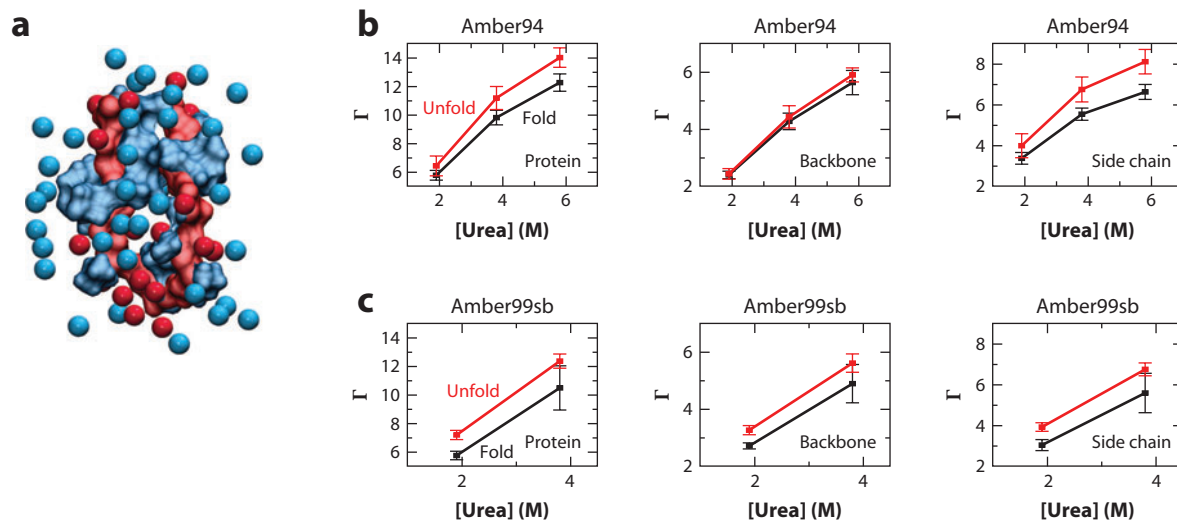 a
b
Amber94
Γ
14
12
10
8
6
Unfold
Fold
Protein
2
4
6
[Urea] (M)
Amber94
Γ
6
4
2
Backbone
2
4
6
[Urea] (M)
Amber94
Γ
8
6
4
2
Side chain
2
4
6
[Urea] (M)
c
Amber99sb
Γ
14
12
10
8
6
Unfold
Fold
Protein
2
4
[Urea] (M)
Amber99sb
Γ
6
4
2
Backbone
2
4
[Urea] (M)
Amber99sb
Γ
8
6
4
2
Side chain
2
4
[Urea] (M)